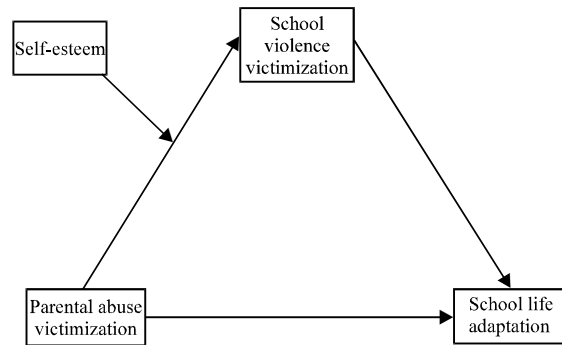 School
violence
victimization
Self-esteem
Parental abuse
victimization
School life
adaptation